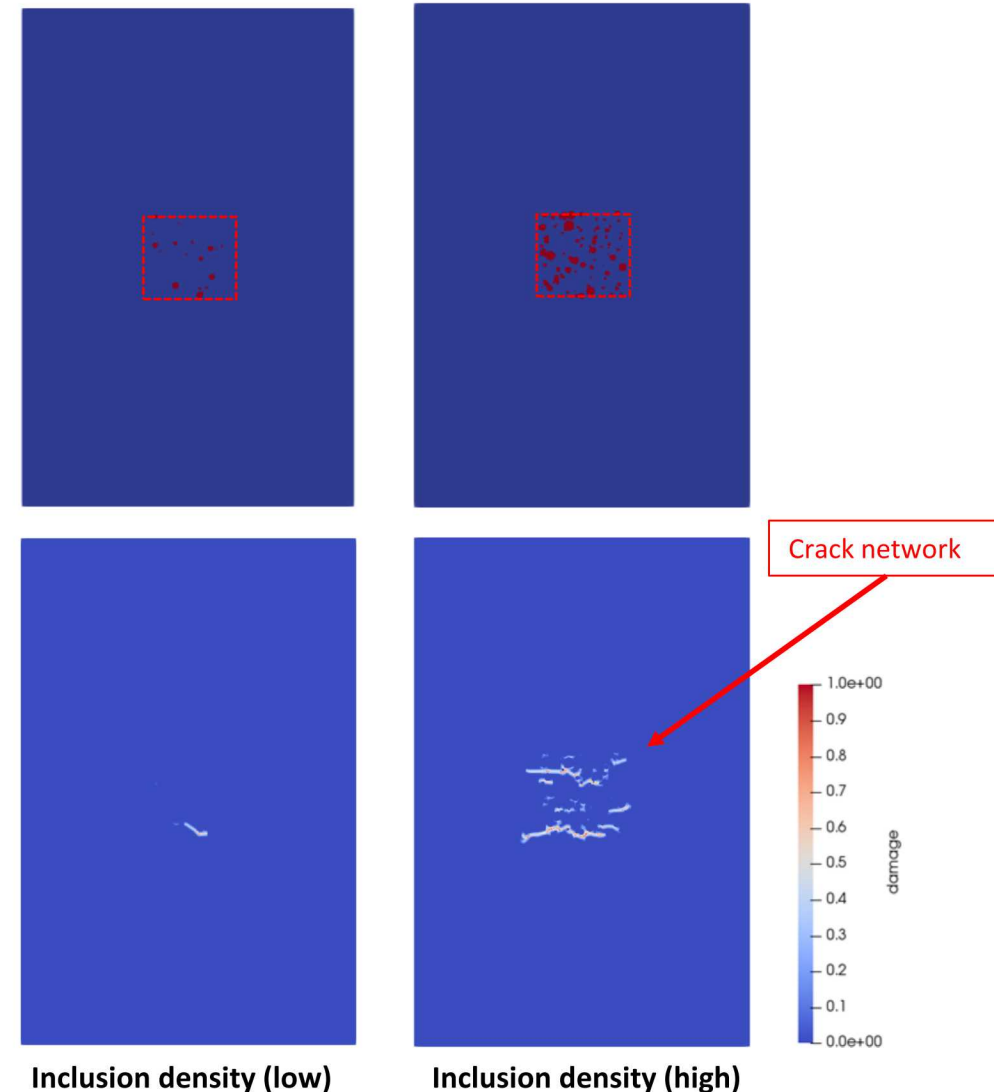 Crack network
1.0e+00
0.9
0.8
0.7
0.6
0.5
0.4
0.3
0.2
0.1
0.0e+00
damage
Inclusion density (low)
Inclusion density (high)